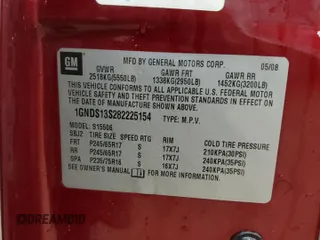 GM
MFD BY GENERAL MOTORS CORP. 05/08
GVWR GAWR FRT GAWR RR
2518KG(5550LB) 1338KG(2950LB) 1452KG(3200LB)
THIS VEHICLE CONFORMS TO ALL APPLICABLE U.S. FEDERAL MOTOR VEHICLE SAFETY AND THEFT PREVENTION STANDARDS IN EFFECT ON THE DATE OF MANUFACTURE SHOWN ABOVE.
1GNDS13S282225154 TYPE: M.P.V.
MODEL: S15506
SBJ2 TIRE SIZE SPEED RTG RIM COLD TIRE PRESSURE
FRT P245/65R17 S 17X7J 210KPA(30PSI)
RR P245/65R17 S 17X7J 240KPA(35PSI)
SPA P235/75R16 S 16X7J 240KPA(35PSI)
SEE OWNER'S MANUAL FOR ADDITIONAL INFORMATION
DREAMBID